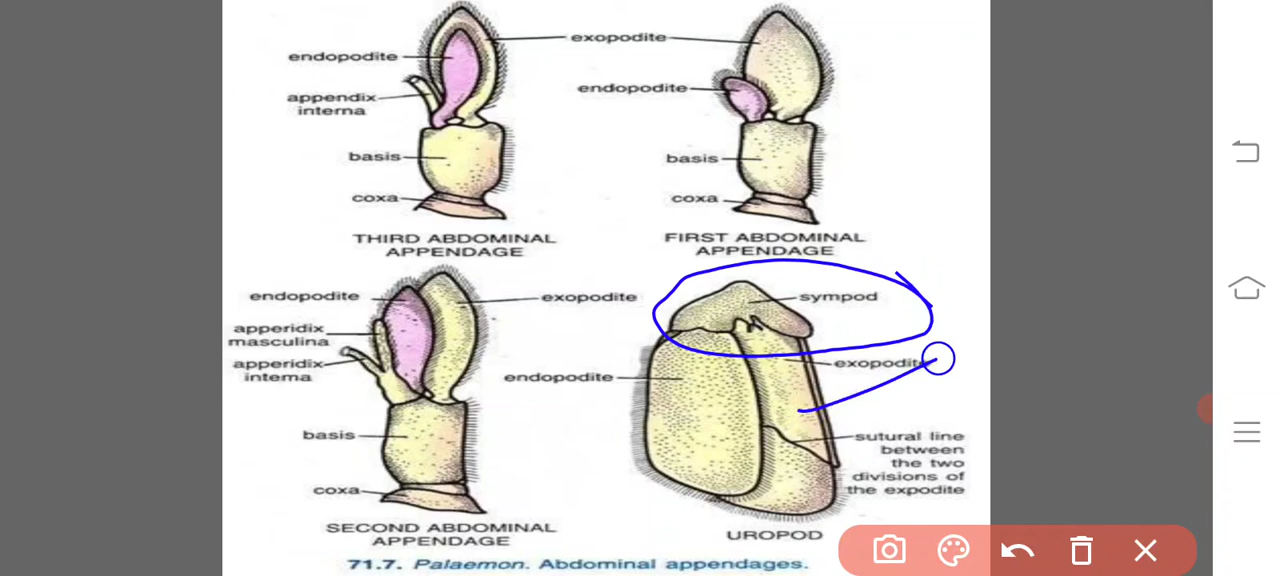 exopodite
endopodite
appendix
interna
basis
coxa
THIRD ABDOMINAL
APPENDAGE
endopodite
basis
coxa
FIRST ABDOMINAL
APPENDAGE
endopodite
exopodite
apperidix
masculina
apperidix
interna
basis
coxa
SECOND ABDOMINAL
APPENDAGE
sympod
exopodite
endopodite
sutural line
between
the two
divisions of
the expodite
UROPOD
71.7. Palaemon. Abdominal appendages.